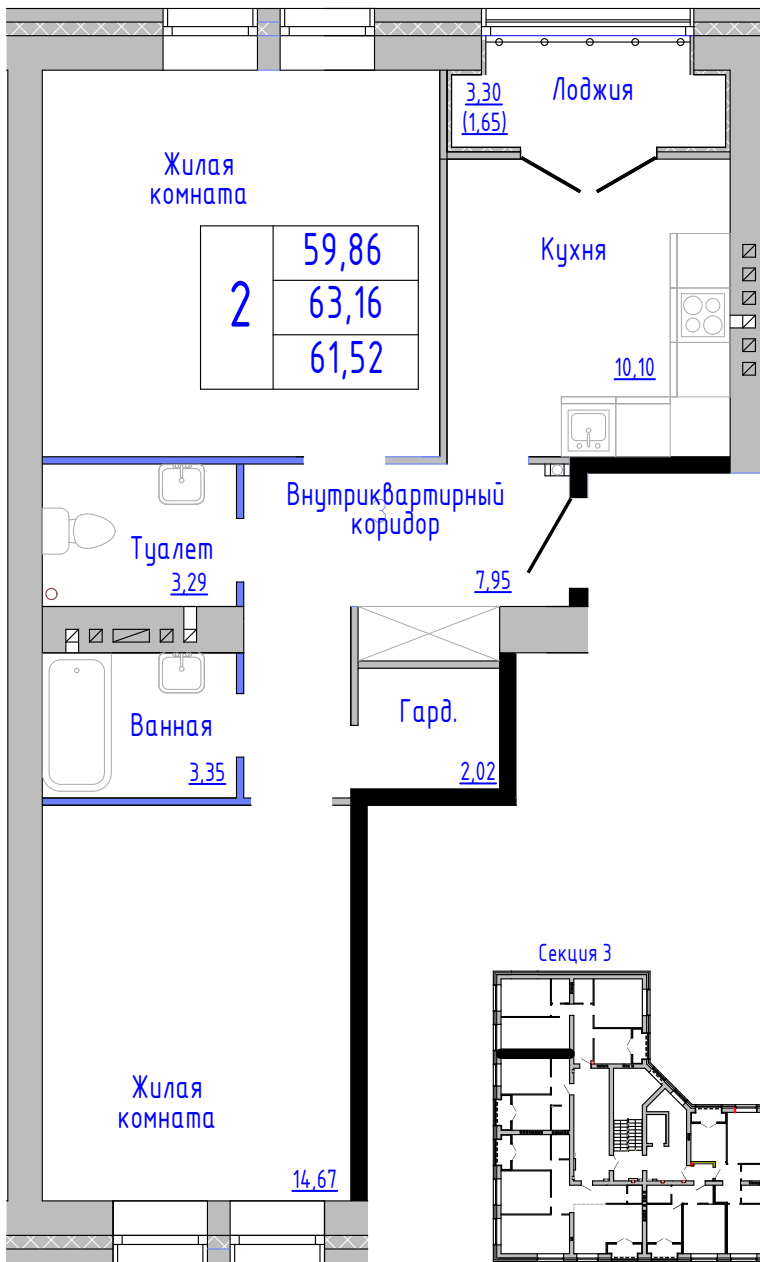 Лоджия
3,30
(1,65)
Жилая
комната
Кухня
2
59,86
63,16
61,52
10,10
Внутриквартирный
коридор
3
7,95
Туалет
3,29
Ванная
3,35
Гард.
2,02
Секция 3
Жилая
комната
14,67